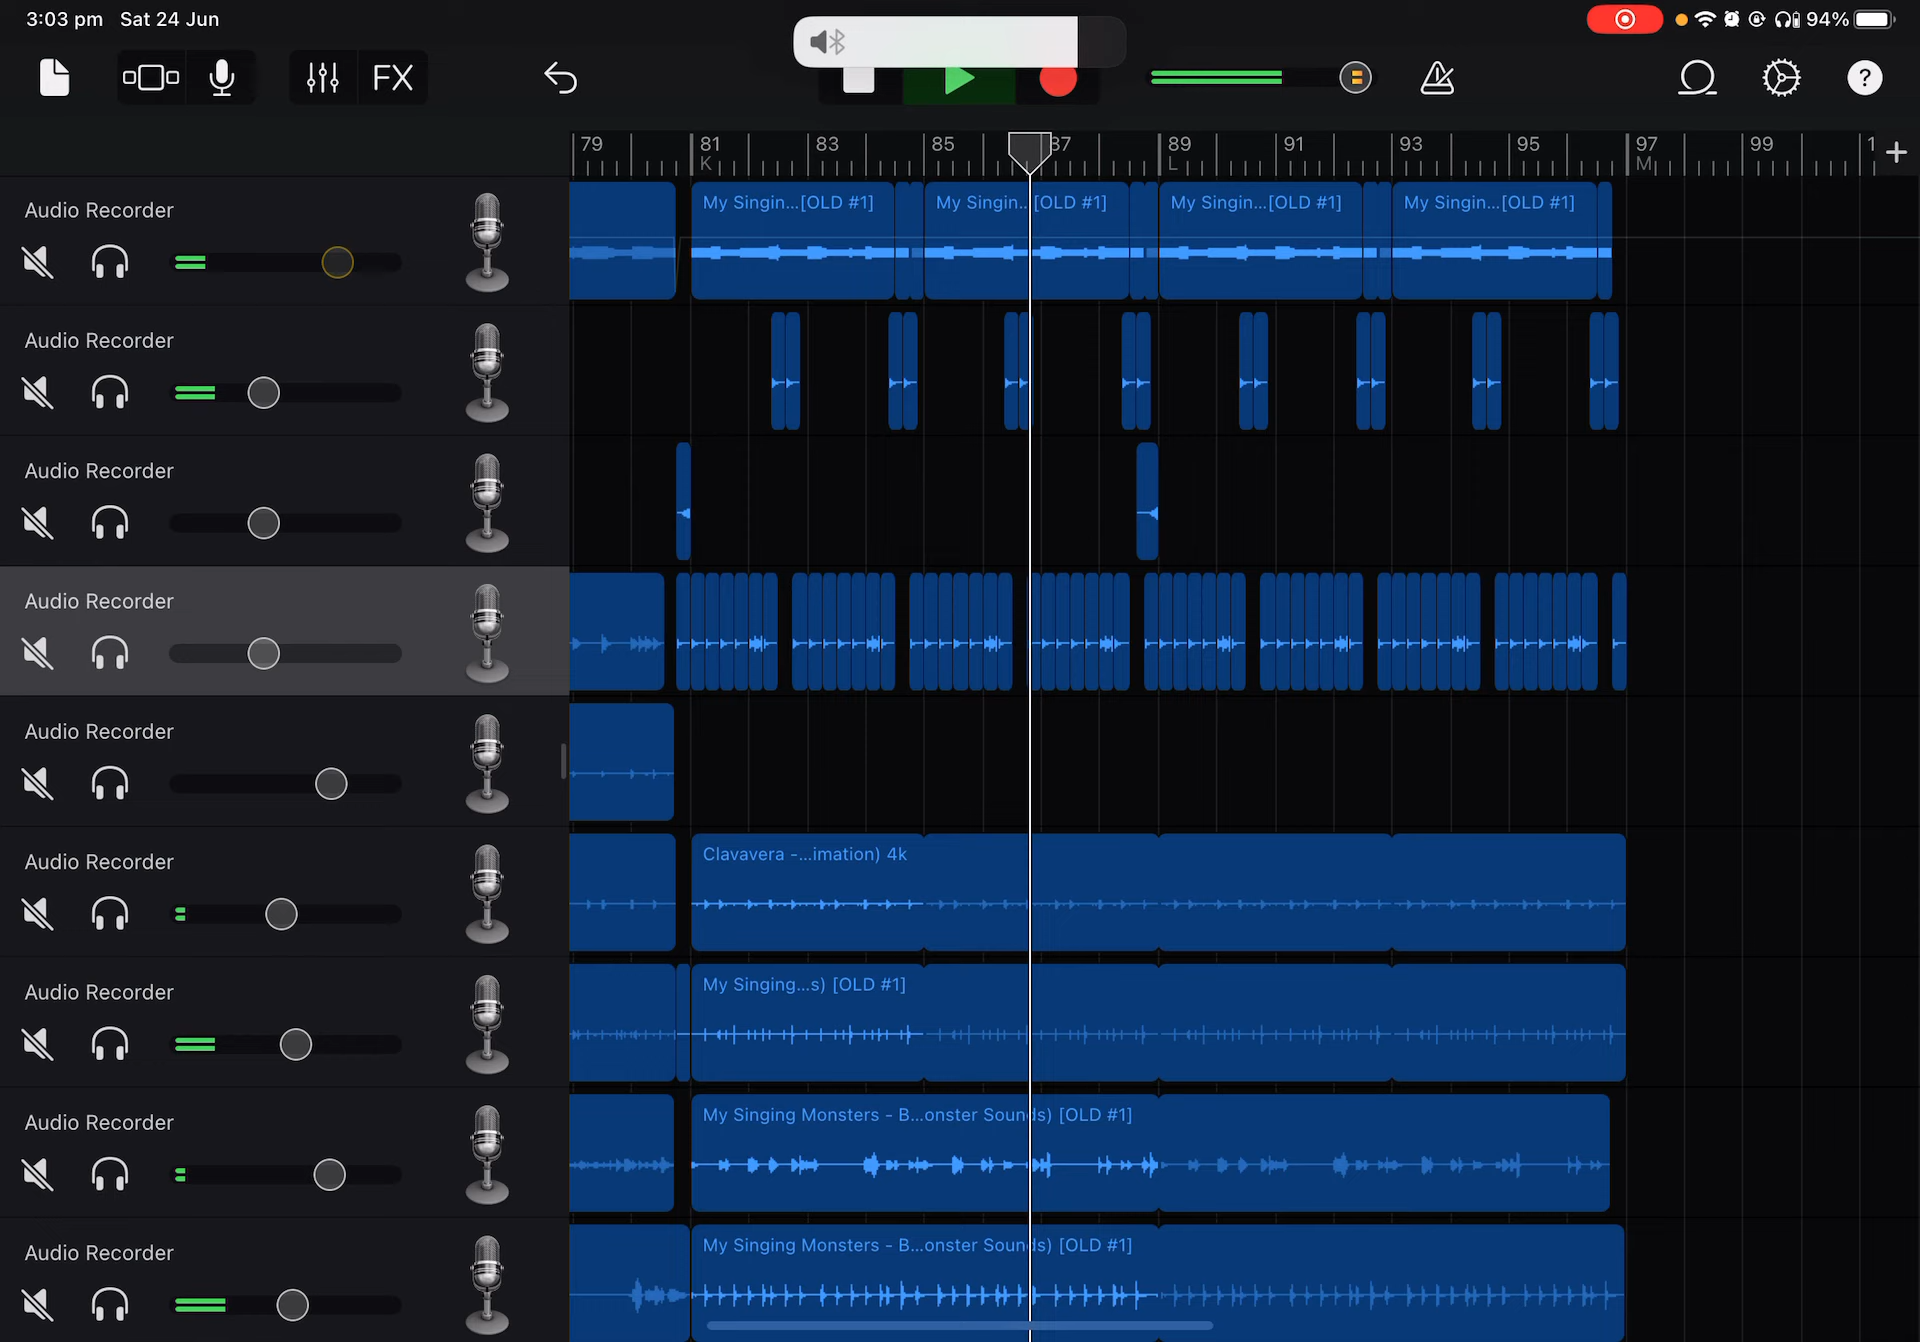 3:03 pm Sat 24 Jun
94%
FX
?
79 81 83 85 87 89 91 93 95 97 99 1
K L M
Audio Recorder
My Singin...[OLD #1] My Singin...[OLD #1] My Singin...[OLD #1] My Singin...[OLD #1]
Audio Recorder
Audio Recorder
Audio Recorder
Audio Recorder
Audio Recorder
Clavavera -...imation) 4k
Audio Recorder
My Singing...s) [OLD #1]
Audio Recorder
My Singing Monsters - B...onster Sounds) [OLD #1]
Audio Recorder
My Singing Monsters - B...onster Sounds) [OLD #1]